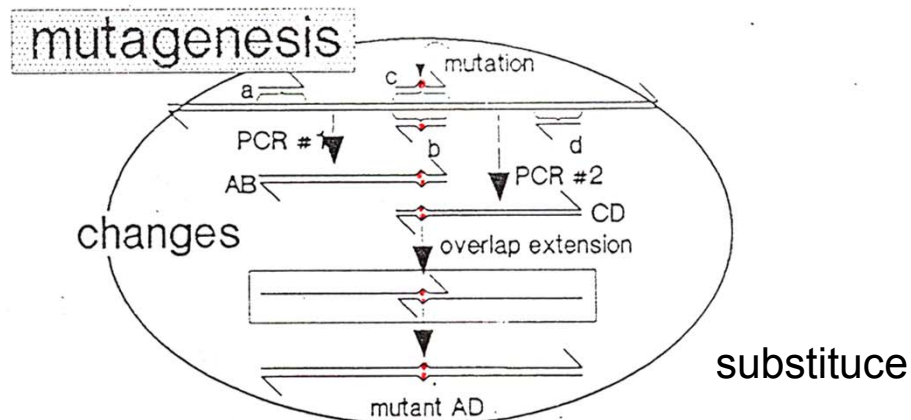 mutagenesis
mutation
a
c
PCR #1
b
d
AB
PCR #2
CD
changes
overlap extension
substituce
mutant AD